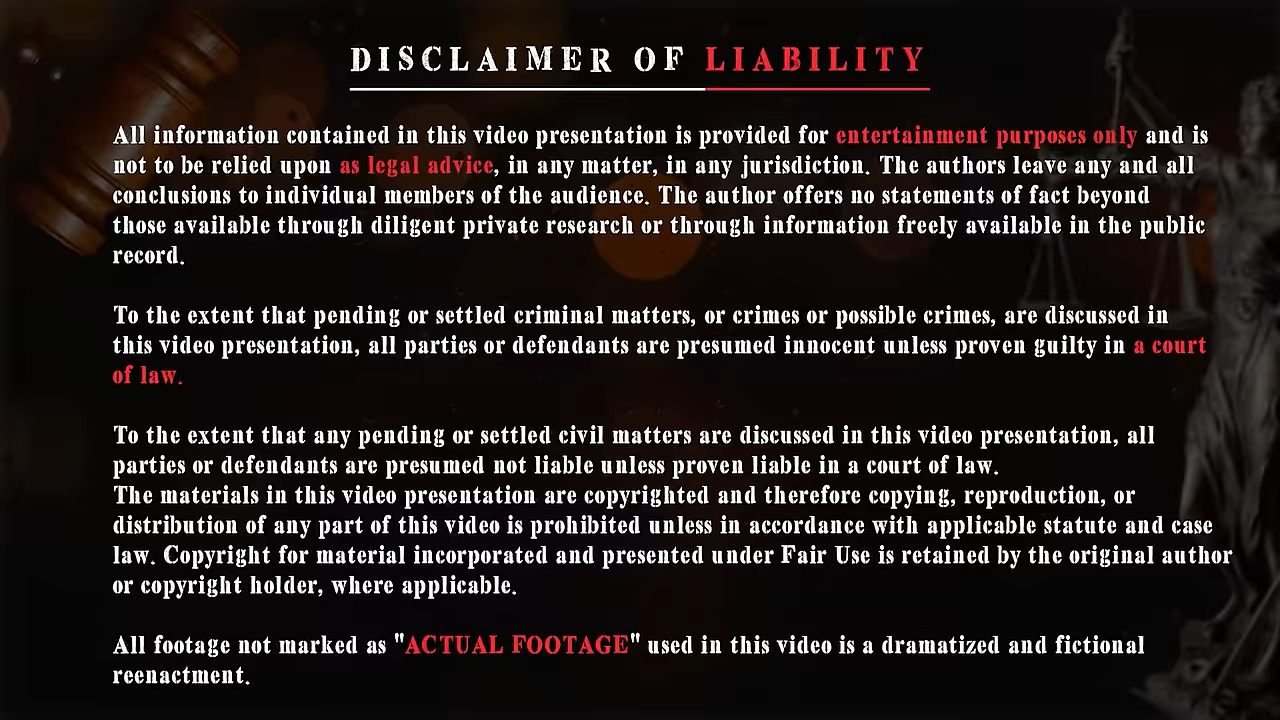 DISCLAIMER OF LIABILITY
All information contained in this video presentation is provided for entertainment purposes only and is
not to be relied upon as legal advice, in any matter, in any jurisdiction. The authors leave any and all
conclusions to individual members of the audience. The author offers no statements of fact beyond
those available through diligent private research or through information freely available in the public
record.
To the extent that pending or settled criminal matters, or crimes or possible crimes, are discussed in
this video presentation, all parties or defendants are presumed innocent unless proven guilty in a court
of law.
To the extent that any pending or settled civil matters are discussed in this video presentation, all
parties or defendants are presumed not liable unless proven liable in a court of law.
The materials in this video presentation are copyrighted and therefore copying, reproduction, or
distribution of any part of this video is prohibited unless in accordance with applicable statute and case
law. Copyright for material incorporated and presented under Fair Use is retained by the original author
or copyright holder, where applicable.
All footage not marked as "ACTUAL FOOTAGE" used in this video is a dramatized and fictional
reenactment.